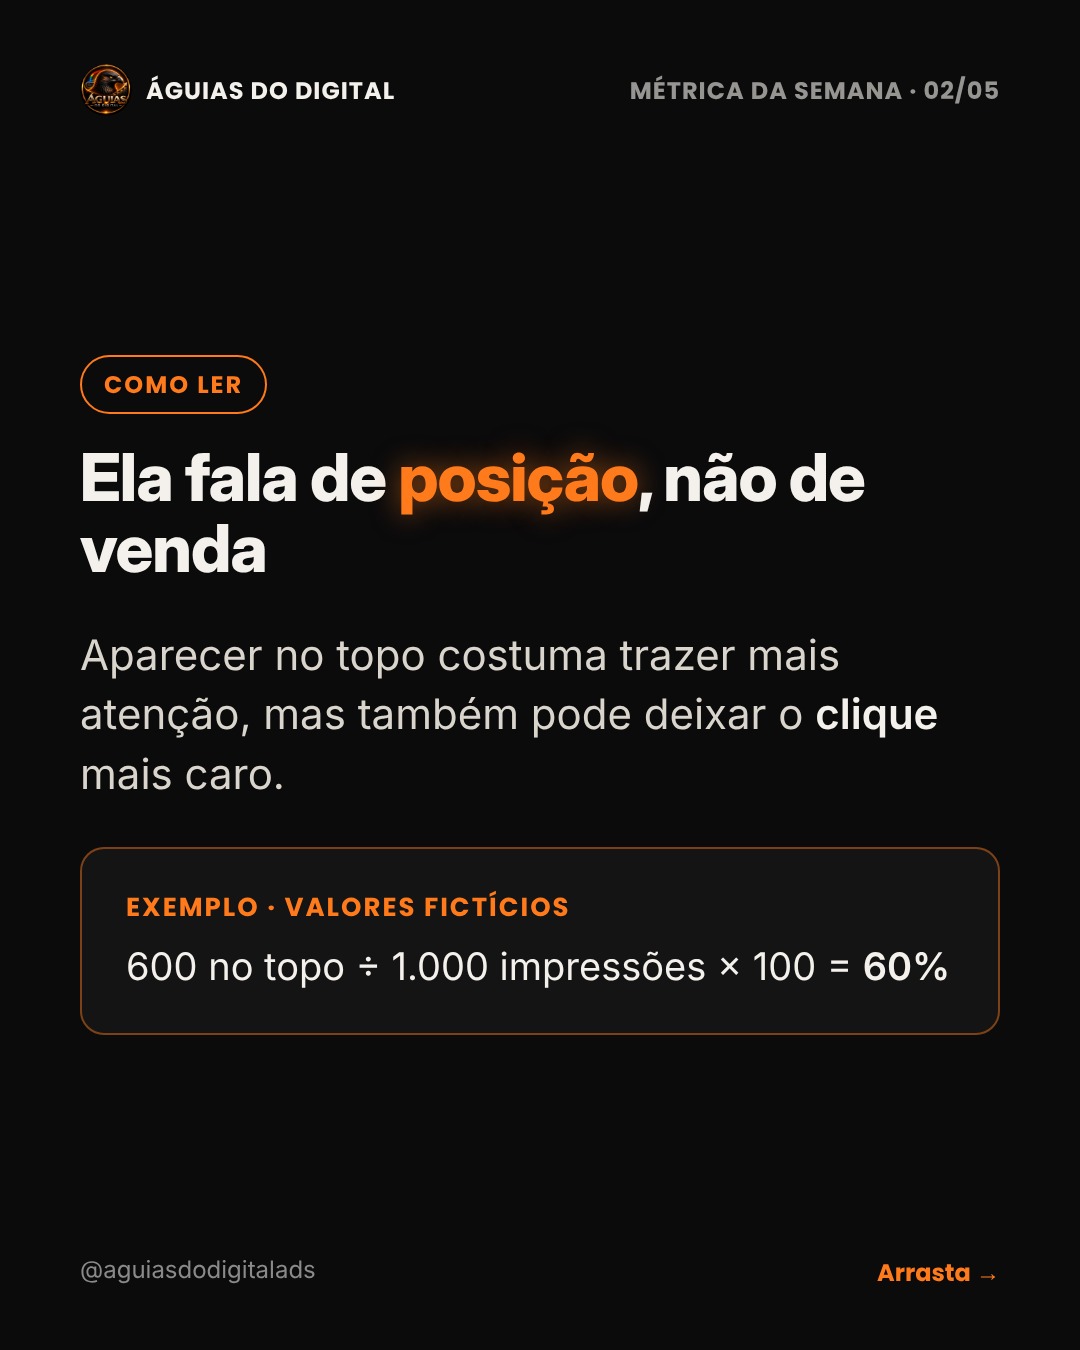 ÁGUIAS
ÁGUIAS DO DIGITAL
MÉTRICA DA SEMANA · 02/05
COMO LER
Ela fala de posição, não de
venda
Aparecer no topo costuma trazer mais
atenção, mas também pode deixar o clique
mais caro.
EXEMPLO · VALORES FICTÍCIOS
600 no topo ÷ 1.000 impressões × 100 = 60%
@aguiasdodigitalads
Arrasta →